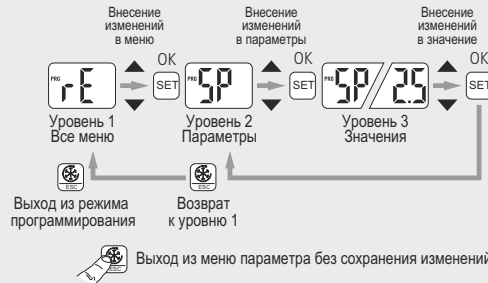 Внесение
изменений
в меню
Внесение
изменений
в параметры
Внесение
изменений
в значение
OK
OK
OK
PRG rE
SET
PRG SP
SET
PRG SP/2.5
SET
Уровень 1
Все меню
Уровень 2
Параметры
Уровень 3
Значения
ESC
ESC
Выход из режима
программирования
Возврат
к уровню 1
ESC
Выход из меню параметра без сохранения изменений